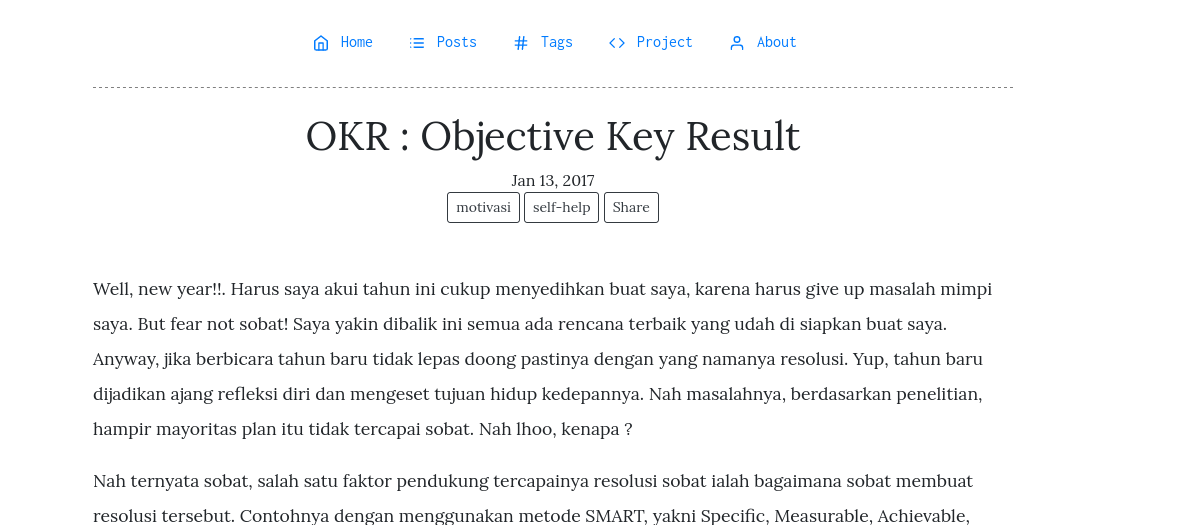 Home Posts Tags Project About
OKR : Objective Key Result
Jan 13, 2017
motivasi self-help Share
Well, new year!!. Harus saya akui tahun ini cukup menyedihkan buat saya, karena harus give up masalah mimpi
saya. But fear not sobat! Saya yakin dibalik ini semua ada rencana terbaik yang udah di siapkan buat saya.
Anyway, jika berbicara tahun baru tidak lepas doong pastinya dengan yang namanya resolusi. Yup, tahun baru
dijadikan ajang refleksi diri dan mengeset tujuan hidup kedepannya. Nah masalahnya, berdasarkan penelitian,
hampir mayoritas plan itu tidak tercapai sobat. Nah lhoo, kenapa ?
Nah ternyata sobat, salah satu faktor pendukung tercapainya resolusi sobat ialah bagaimana sobat membuat
resolusi tersebut. Contohnya dengan menggunakan metode SMART, yakni Specific, Measurable, Achievable,